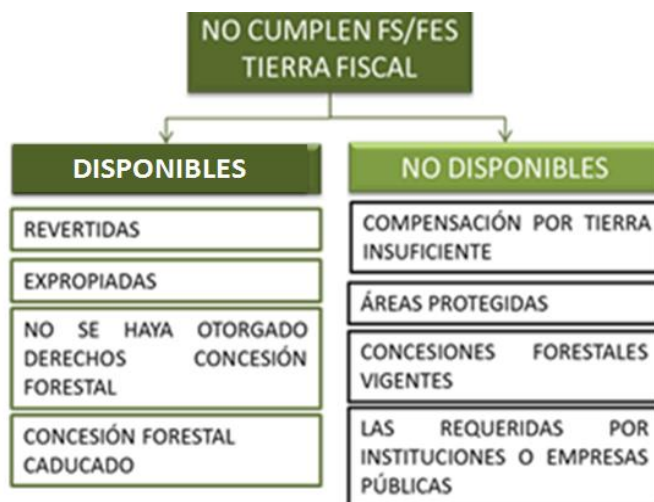 NO CUMPLEN FS/FES
TIERRA FISCAL
DISPONIBLES
REVERTIDAS
EXPROPIADAS
NO SE HAYA OTORGADO
DERECHOS CONCESIÓN
FORESTAL
CONCESIÓN FORESTAL
CADUCADO
NO DISPONIBLES
COMPENSACIÓN POR TIERRA
INSUFICIENTE
ÁREAS PROTEGIDAS
CONCESIONES FORESTALES
VIGENTES
LAS REQUERIDAS POR
INSTITUCIONES O EMPRESAS
PÚBLICAS